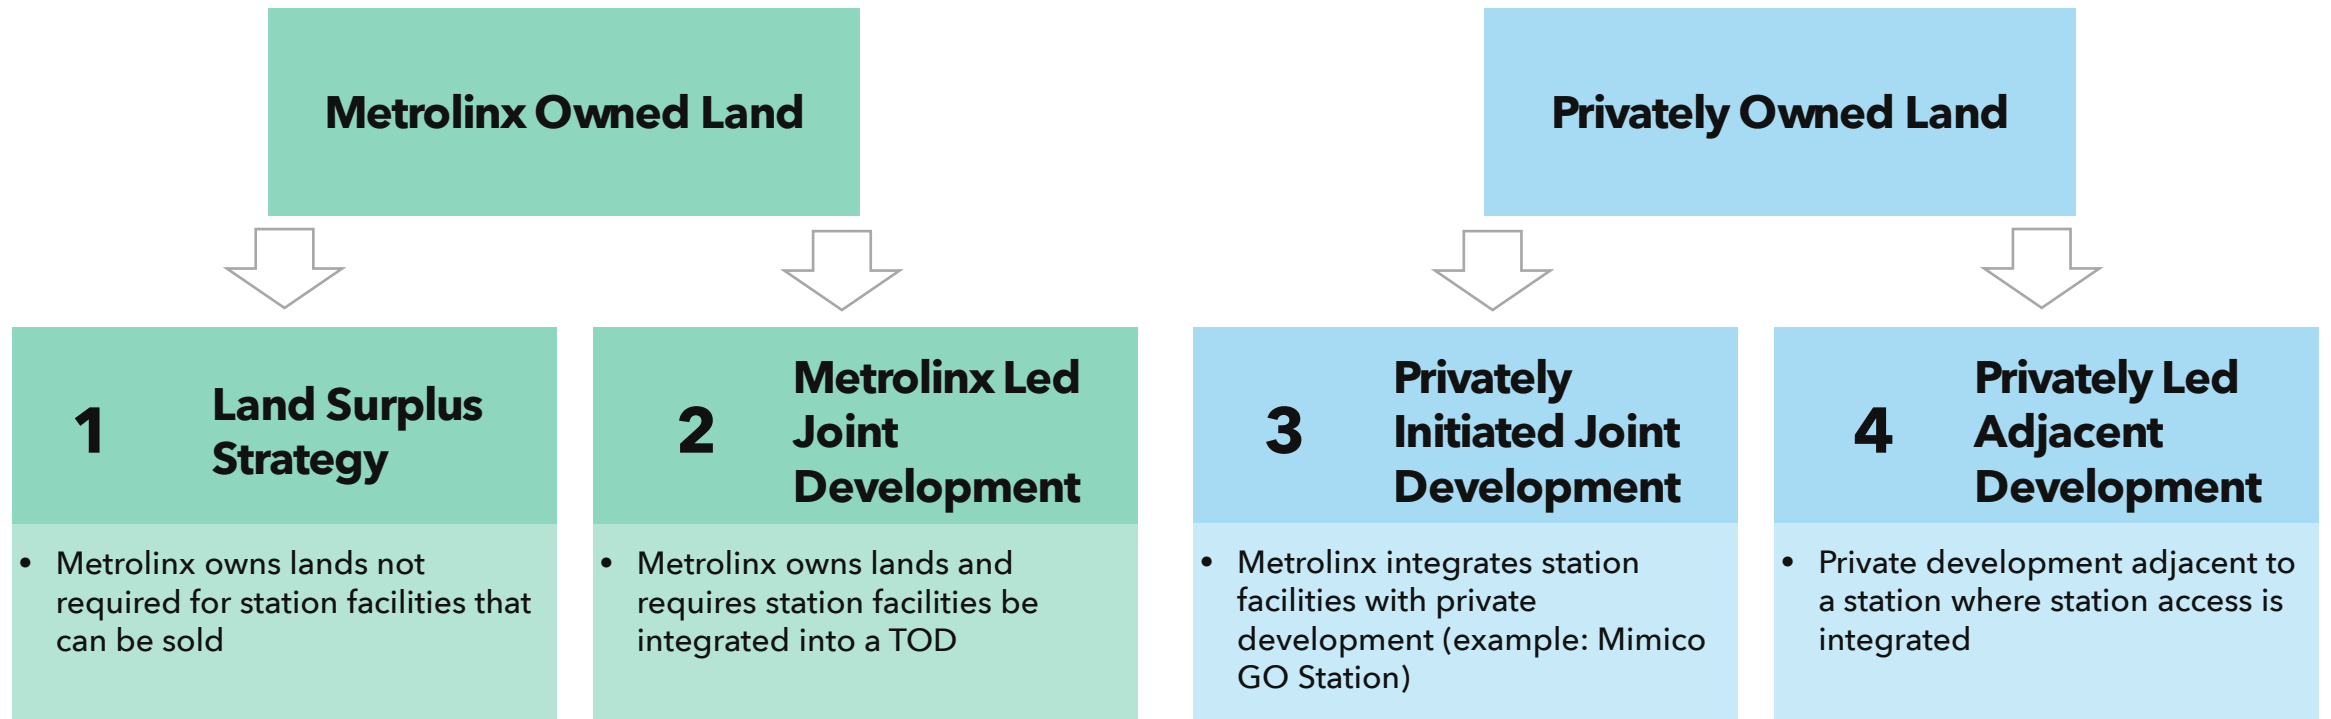 Metrolinx Owned Land
Privately Owned Land
1
Land Surplus
Strategy
• Metrolinx owns lands not
required for station facilities that
can be sold
2
Metrolinx Led
Joint
Development
• Metrolinx owns lands and
requires station facilities be
integrated into a TOD
3
Privately
Initiated Joint
Development
• Metrolinx integrates station
facilities with private
development (example: Mimico
GO Station)
4
Privately Led
Adjacent
Development
• Private development adjacent to
a station where station access is
integrated